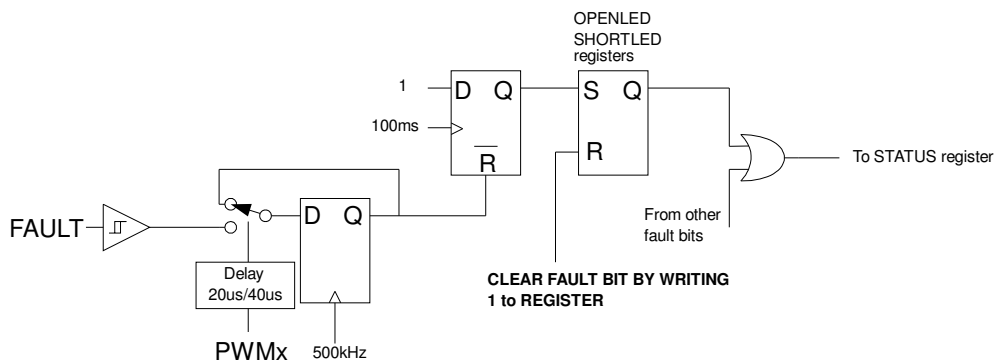 OPENLED
SHORTLED
registers
1
D Q
S Q
100ms
R
R
To STATUS register
FAULT
D Q
From other
fault bits
Delay
20us/40us
CLEAR FAULT BIT BY WRITING
1 to REGISTER
PWMx
500kHz